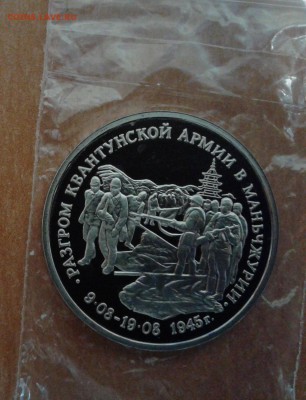 · РАЗГРОМ КВАНТУНСКОЙ АРМИИ В МАНЬЧЖУРИИ ·
9·08-19·08 1945г.